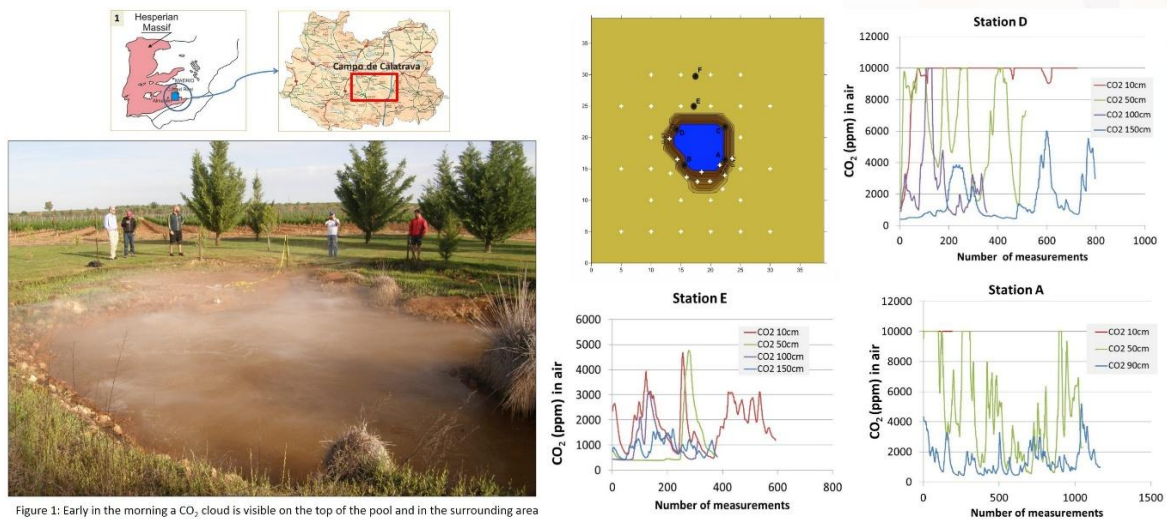 1
Hesperian
Massif
MADRID
Campo de Calatrava
Figure 1: Early in the morning a CO₂ cloud is visible on the top of the pool and in the surrounding area
35
30
25
20
15
10
5
0
0 5 10 15 20 25 30 35
F
E
D
C
B
A
Station D
CO₂ (ppm) in air
12000
10000
8000
6000
4000
2000
0
0 200 400 600 800 1000
Number of measurements
CO2 10cm
CO2 50cm
CO2 100cm
CO2 150cm
Station E
CO₂ (ppm) in air
6000
5000
4000
3000
2000
1000
0
0 200 400 600 800
Number of measurements
CO2 10cm
CO2 50cm
CO2 100cm
CO2 150cm
Station A
CO₂ (ppm) in air
12000
10000
8000
6000
4000
2000
0
0 500 1000 1500
Number of measurements
CO2 10cm
CO2 50cm
CO2 90cm